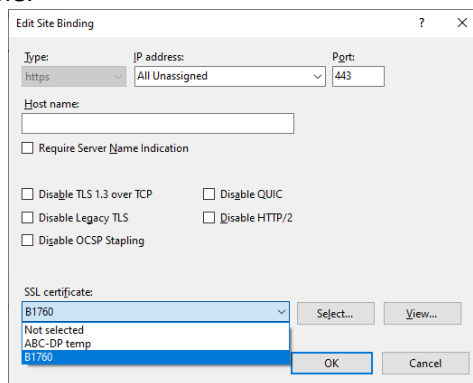 Edit Site Binding ? X
Type: IP address: Port:
https All Unassigned 443
Host name:
Require Server Name Indication
Disable TLS 1.3 over TCP Disable QUIC
Disable Legacy TLS Disable HTTP/2
Disable OCSP Stapling
SSL certificate:
B1760 Select... View...
Not selected
ABC-DP temp
B1760
OK Cancel